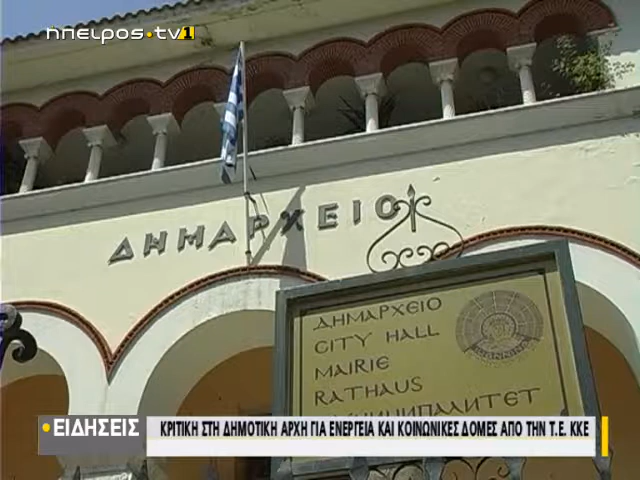 ηπειρος·tv1
ΔΗΜΑΡΧΕΙΟ
ΔΗΜΑΡΧΕΙΟ
CITY HALL
MAIRIE
RATHAUS
ΕΙΔΗΣΕΙΣ
ΚΡΙΤΙΚΗ ΣΤΗ ΔΗΜΟΤΙΚΗ ΑΡΧΗ ΓΙΑ ΕΝΕΡΓΕΙΑ ΚΑΙ ΚΟΙΝΩΝΙΚΕΣ ΔΟΜΕΣ ΑΠΟ ΤΗΝ Τ.Ε. ΚΚΕ